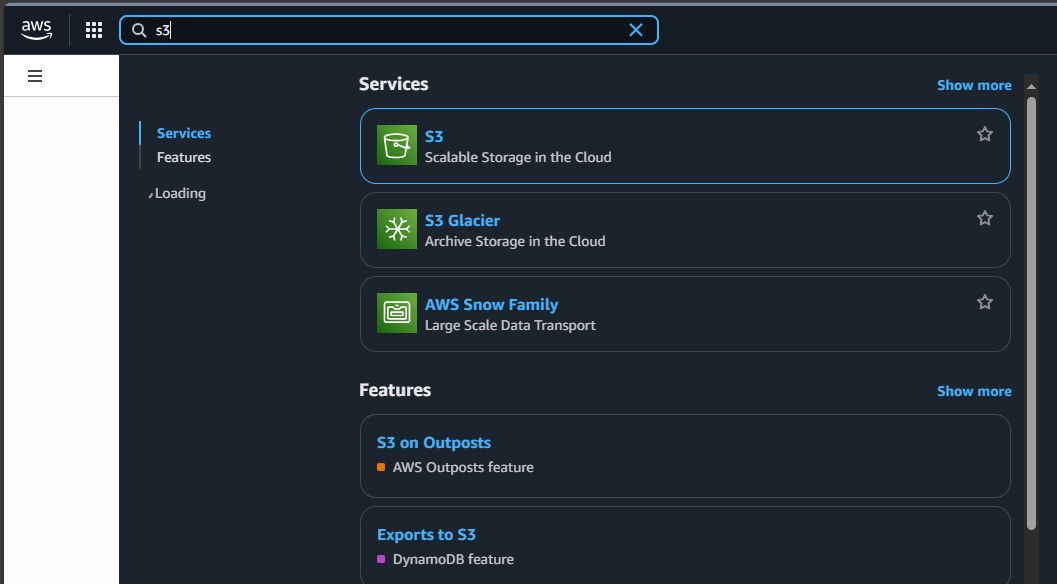 aws
s3
Services
Features
Loading
Services
Show more
S3
Scalable Storage in the Cloud
S3 Glacier
Archive Storage in the Cloud
AWS Snow Family
Large Scale Data Transport
Features
Show more
S3 on Outposts
AWS Outposts feature
Exports to S3
DynamoDB feature